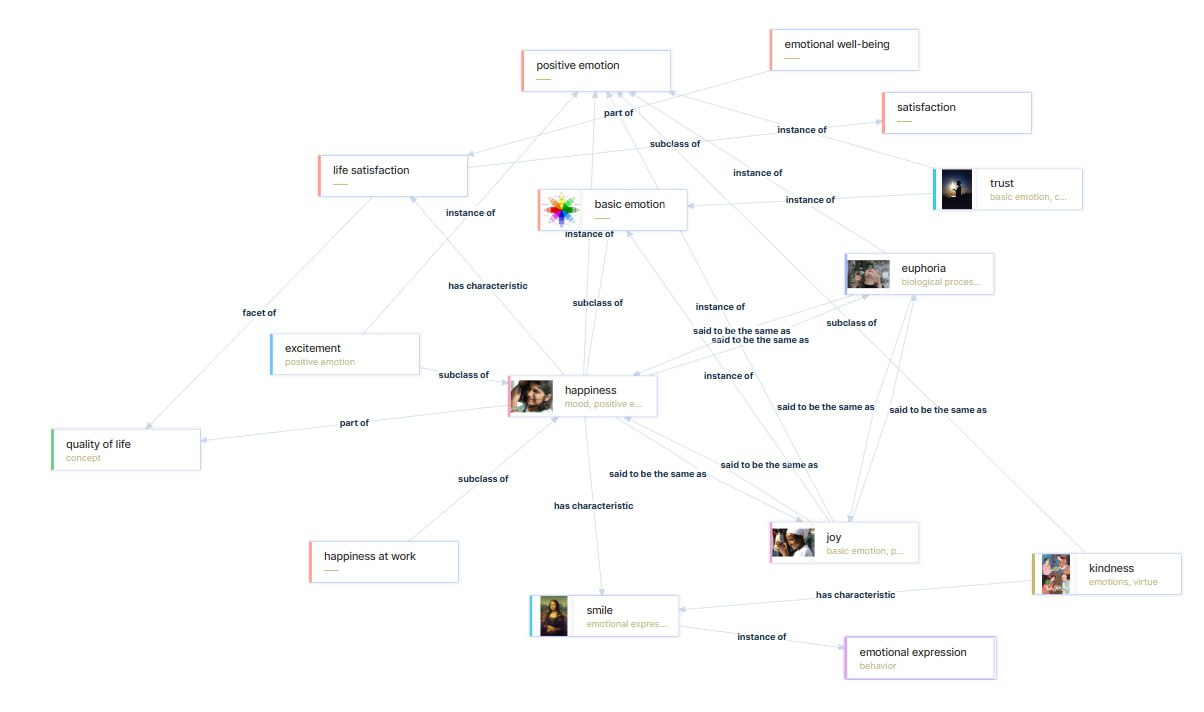 emotional well-being
positive emotion
satisfaction
part of
instance of
subclass of
life satisfaction
instance of
trust
basic emotion, c...
instance of
basic emotion
instance of
instance of
euphoria
biological proces...
has characteristic
subclass of
instance of
facet of
subclass of
said to be the same as
said to be the same as
excitement
positive emotion
subclass of
instance of
happiness
mood, positive e...
said to be the same as
said to be the same as
part of
quality of life
concept
said to be the same as
said to be the same as
subclass of
has characteristic
joy
basic emotion, p...
happiness at work
kindness
emotions, virtue
has characteristic
smile
emotional expres...
instance of
emotional expression
behavior